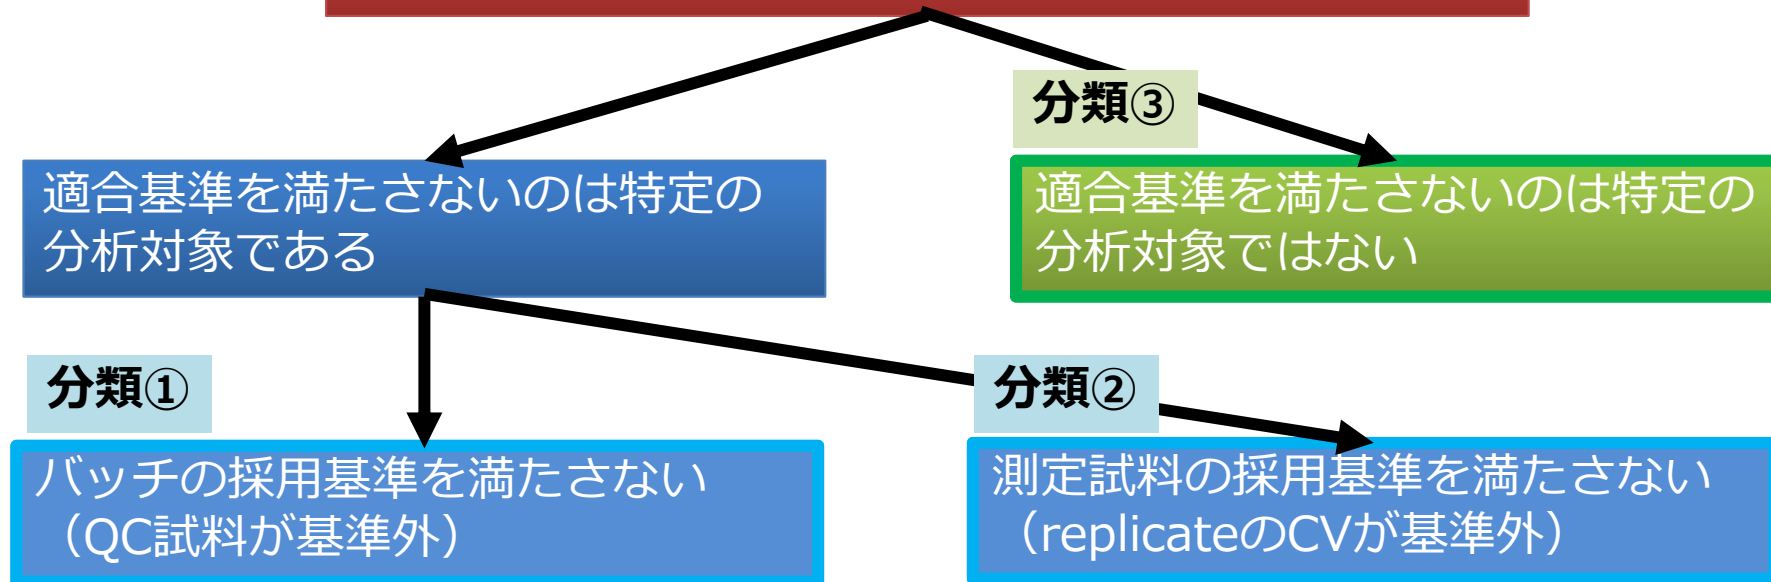 分類③
適合基準を満たさないのは特定の
分析対象である
適合基準を満たさないのは特定の
分析対象ではない
分類①
分類②
バッチの採用基準を満たさない
（QC試料が基準外）
測定試料の採用基準を満たさない
（replicateのCVが基準外）